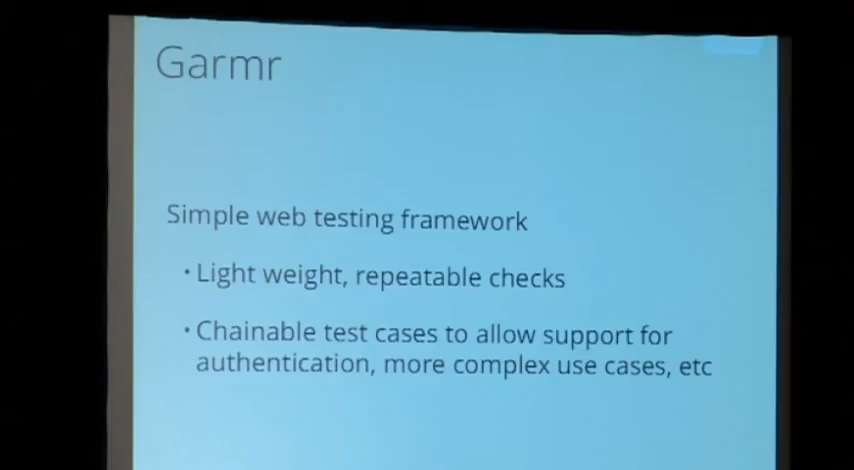 Garmr
Simple web testing framework
• Light weight, repeatable checks
• Chainable test cases to allow support for
authentication, more complex use cases, etc